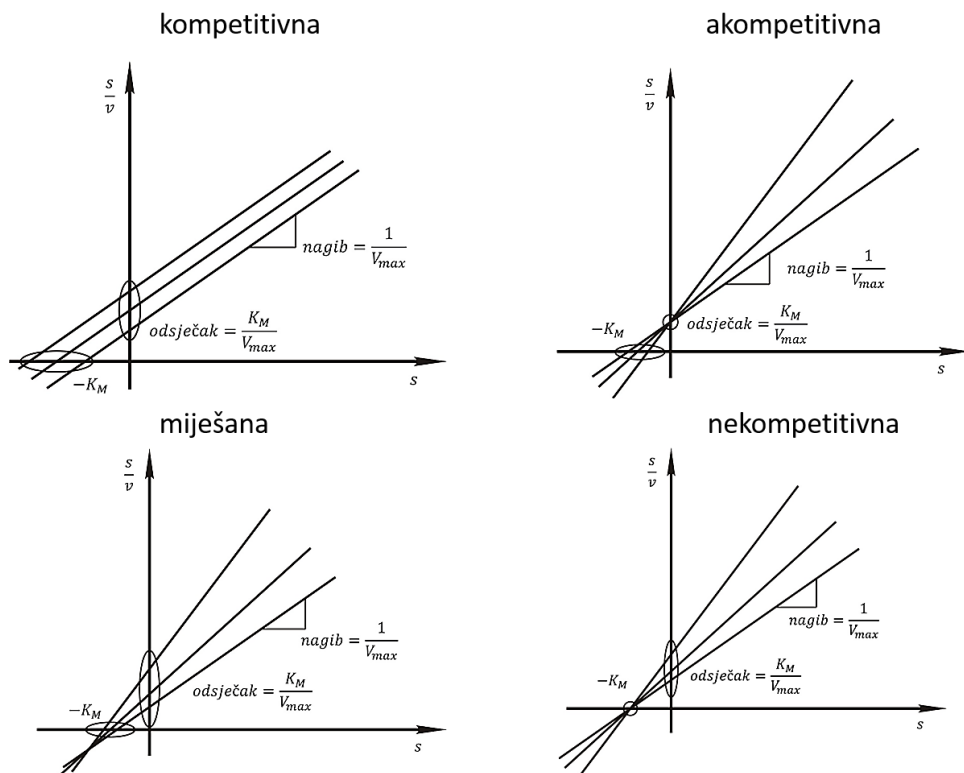 kompetitivna
s/v
nagib = 1/V_max
odsječak = K_M/V_max
−K_M
s
akompetitivna
s/v
nagib = 1/V_max
−K_M
odsječak = K_M/V_max
s
miješana
s/v
nagib = 1/V_max
odsječak = K_M/V_max
−K_M
s
nekompetitivna
s/v
nagib = 1/V_max
−K_M
odsječak = K_M/V_max
s